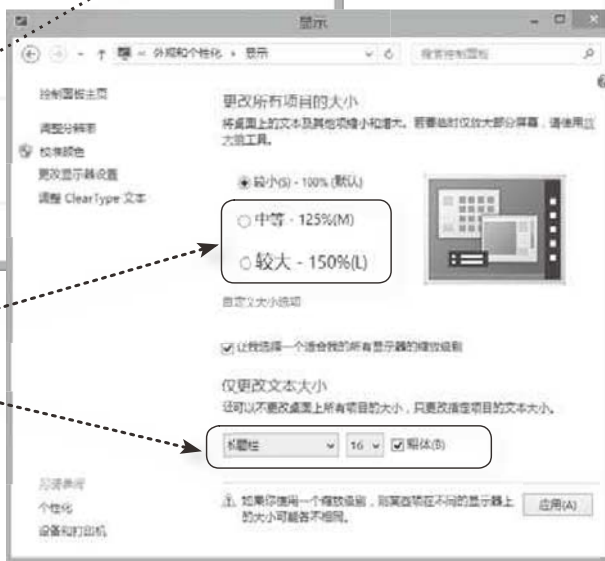 显示
外观和个性化 显示
搜索控制面板
控制面板主页
调整分辨率
校准颜色
更改显示器设置
调整 ClearType 文本
更改所有项目的大小
将桌面上的文本及其他项缩小和增大。若要临时仅放大部分屏幕，请使用放
大镜工具。
较小(S) - 100% (默认)
中等 - 125%(M)
较大 - 150%(L)
自定义大小选项
让我选择一个适合我的所有显示器的缩放级别
仅更改文本大小
还可以不更改桌面上所有项目的大小，只更改指定项目的文本大小。
标题栏 16 粗体(B)
另请参阅
个性化
设备和打印机
如果你使用一个缩放级别，则某些项在不同的显示器上
的大小可能各不相同。
应用(A)